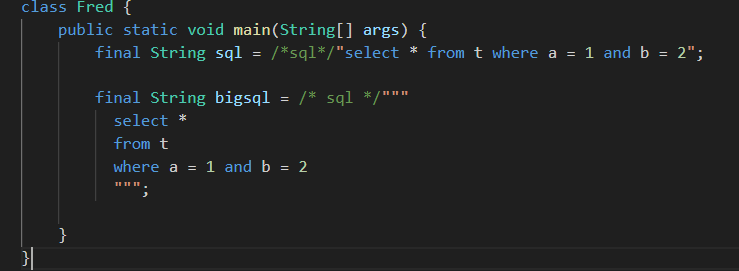 class Fred {
    public static void main(String[] args) {
        final String sql = /*sql*/"select * from t where a = 1 and b = 2";

        final String bigsql = /* sql */"""
          select *
          from t
          where a = 1 and b = 2
          """;

    }
}